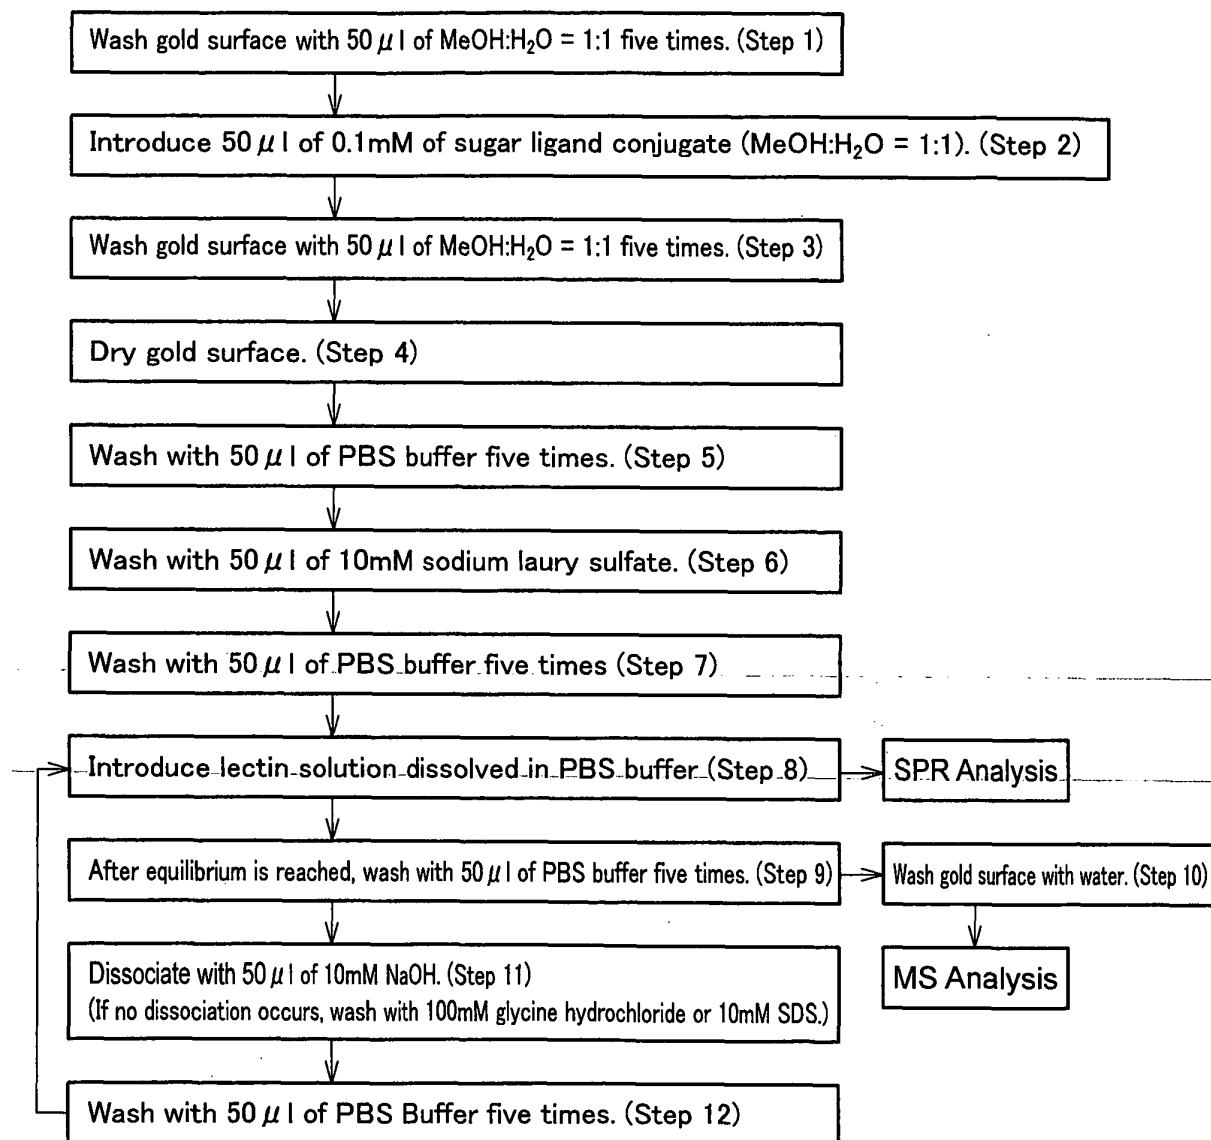 Wash gold surface with 50 μl of MeOH:H₂O = 1:1 five times. (Step 1)
Introduce 50 μl of 0.1mM of sugar ligand conjugate (MeOH:H₂O = 1:1). (Step 2)
Wash gold surface with 50 μl of MeOH:H₂O = 1:1 five times. (Step 3)
Dry gold surface. (Step 4)
Wash with 50 μl of PBS buffer five times. (Step 5)
Wash with 50 μl of 10mM sodium laury sulfate. (Step 6)
Wash with 50 μl of PBS buffer five times (Step 7)
Introduce lectin solution dissolved in PBS buffer (Step 8)
SPR Analysis
After equilibrium is reached, wash with 50 μl of PBS buffer five times. (Step 9)
Wash gold surface with water. (Step 10)
Dissociate with 50 μl of 10mM NaOH. (Step 11)
(If no dissociation occurs, wash with 100mM glycine hydrochloride or 10mM SDS.)
MS Analysis
Wash with 50 μl of PBS Buffer five times. (Step 12)